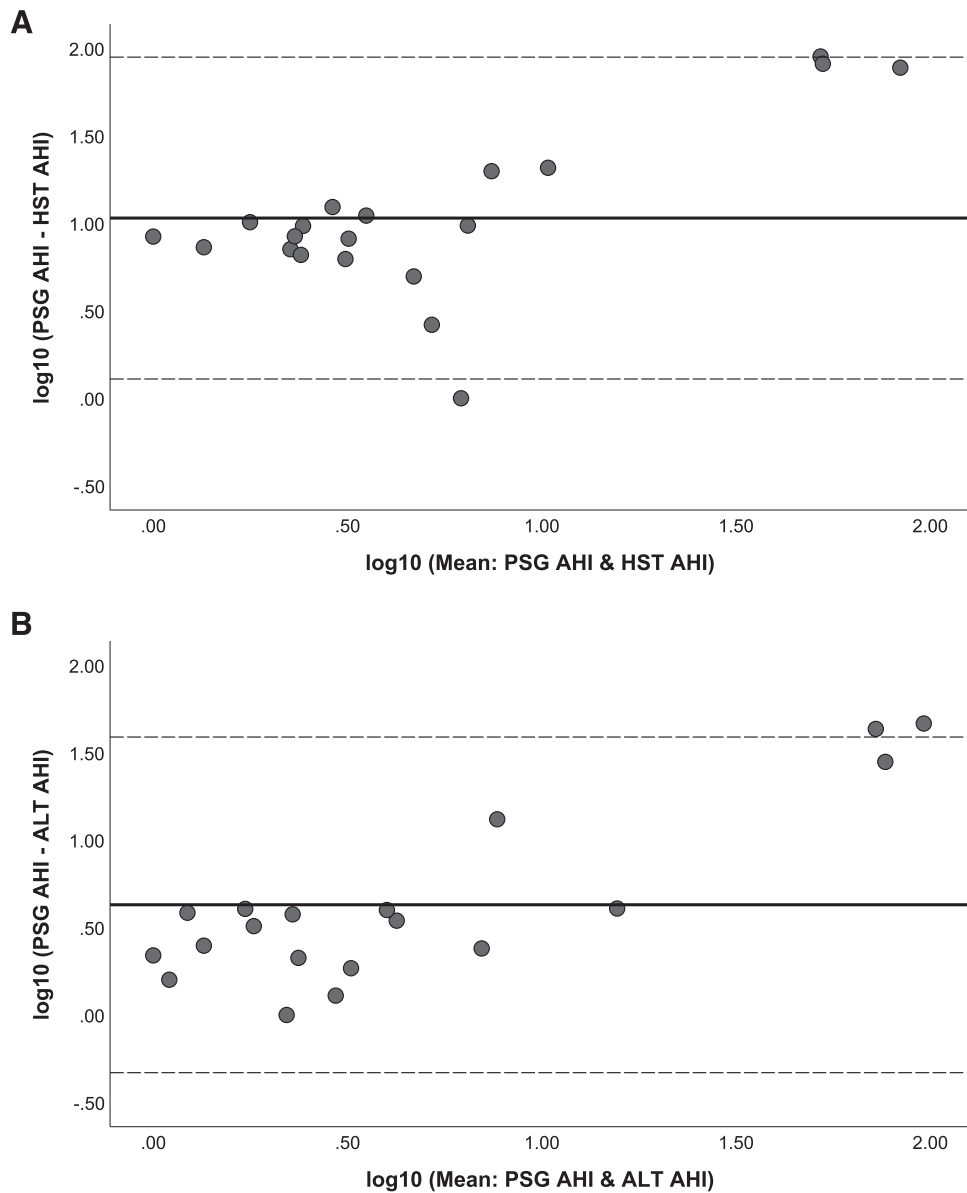 A
2.00
1.50
1.00
.50
.00
-.50
log10 (PSG AHI - HST AHI)
.00 .50 1.00 1.50 2.00
log10 (Mean: PSG AHI & HST AHI)
B
2.00
1.50
1.00
.50
.00
-.50
log10 (PSG AHI - ALT AHI)
.00 .50 1.00 1.50 2.00
log10 (Mean: PSG AHI & ALT AHI)